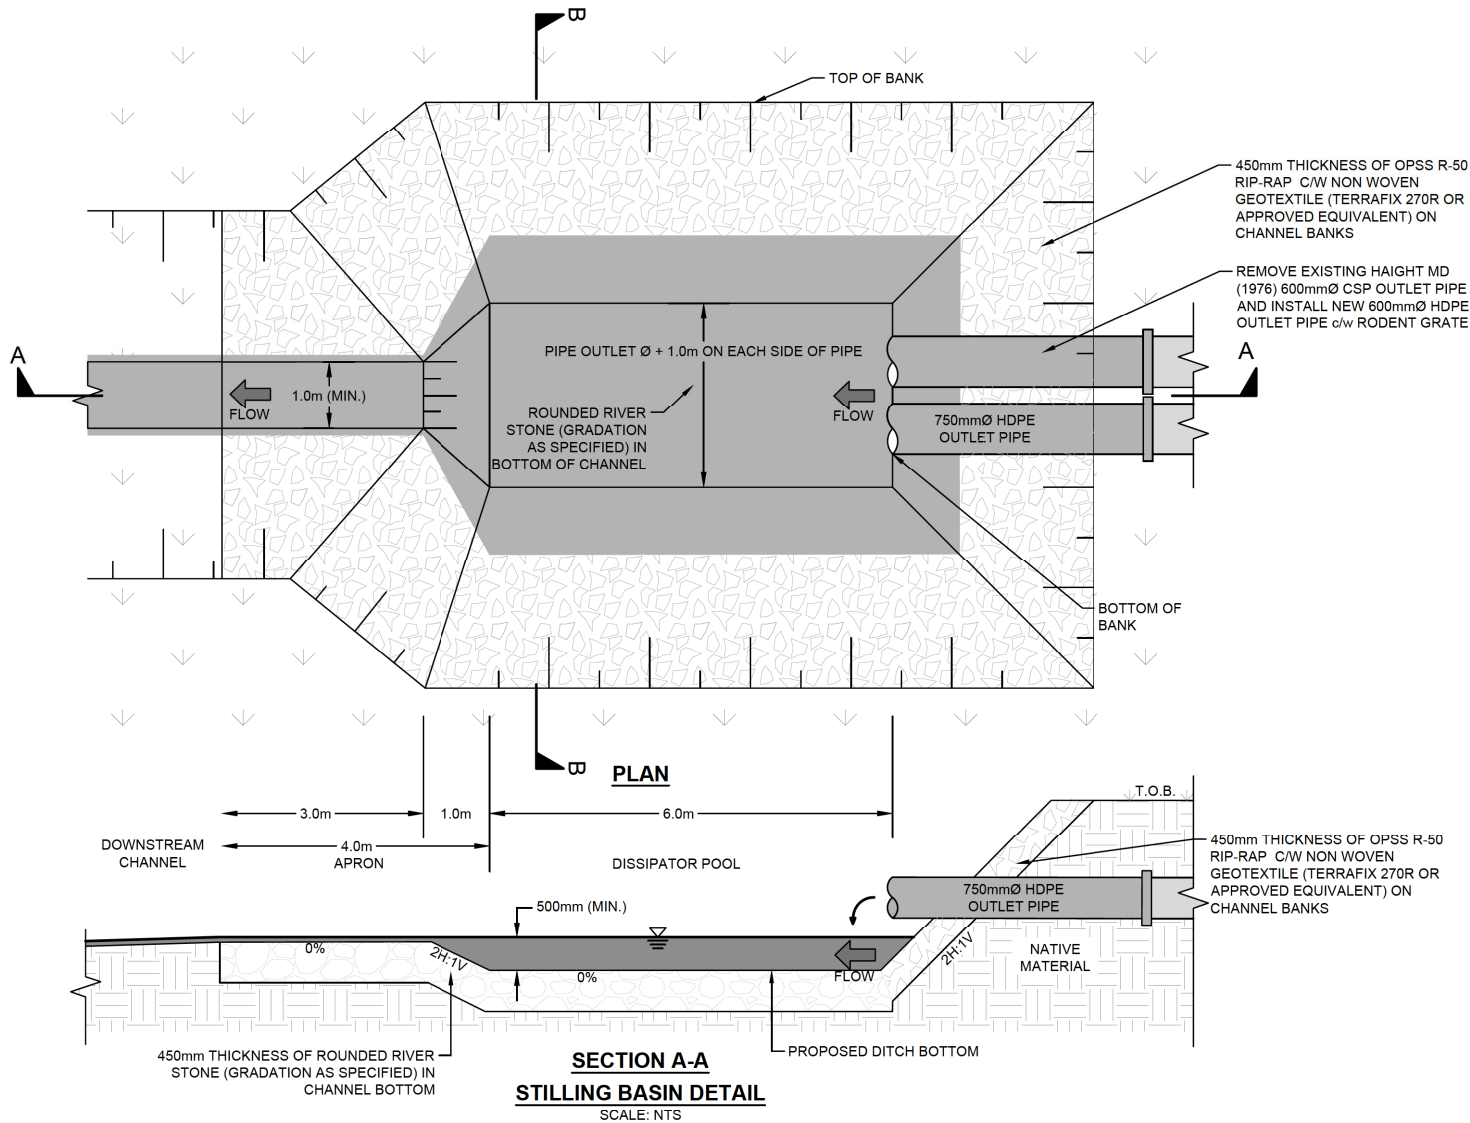 B
TOP OF BANK
450mm THICKNESS OF OPSS R-50
RIP-RAP C/W NON WOVEN
GEOTEXTILE (TERRAFIX 270R OR
APPROVED EQUIVALENT) ON
CHANNEL BANKS
REMOVE EXISTING HAIGHT MD
(1976) 600mmØ CSP OUTLET PIPE
AND INSTALL NEW 600mmØ HDPE
OUTLET PIPE c/w RODENT GRATE
A
A
PIPE OUTLET Ø + 1.0m ON EACH SIDE OF PIPE
1.0m (MIN.)
FLOW
FLOW
ROUNDED RIVER
STONE (GRADATION
AS SPECIFIED) IN
BOTTOM OF CHANNEL
750mmØ HDPE
OUTLET PIPE
BOTTOM OF
BANK
B
PLAN
3.0m
1.0m
6.0m
T.O.B.
DOWNSTREAM
CHANNEL
4.0m
APRON
DISSIPATOR POOL
450mm THICKNESS OF OPSS R-50
RIP-RAP C/W NON WOVEN
GEOTEXTILE (TERRAFIX 270R OR
APPROVED EQUIVALENT) ON
CHANNEL BANKS
750mmØ HDPE
OUTLET PIPE
500mm (MIN.)
0%
2H:1V
0%
FLOW
2H:1V
NATIVE
MATERIAL
450mm THICKNESS OF ROUNDED RIVER
STONE (GRADATION AS SPECIFIED) IN
CHANNEL BOTTOM
PROPOSED DITCH BOTTOM
SECTION A-A
STILLING BASIN DETAIL
SCALE: NTS